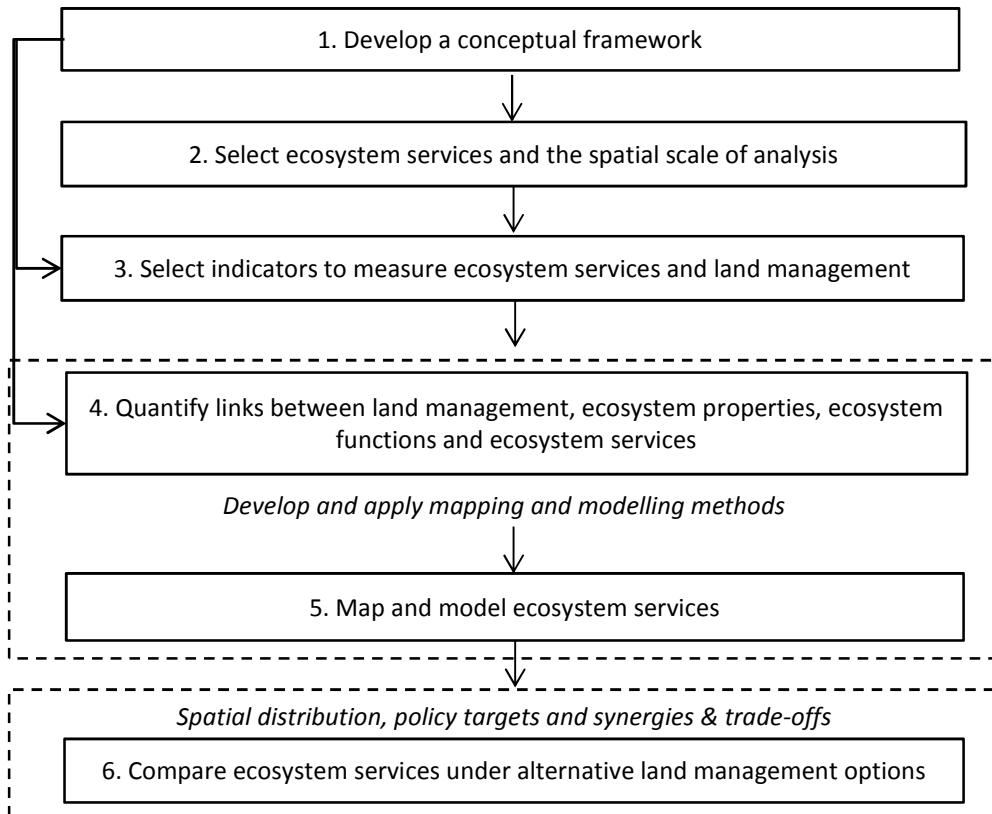 1. Develop a conceptual framework
2. Select ecosystem services and the spatial scale of analysis
3. Select indicators to measure ecosystem services and land management
4. Quantify links between land management, ecosystem properties, ecosystem
functions and ecosystem services
Develop and apply mapping and modelling methods
5. Map and model ecosystem services
Spatial distribution, policy targets and synergies & trade-offs
6. Compare ecosystem services under alternative land management options